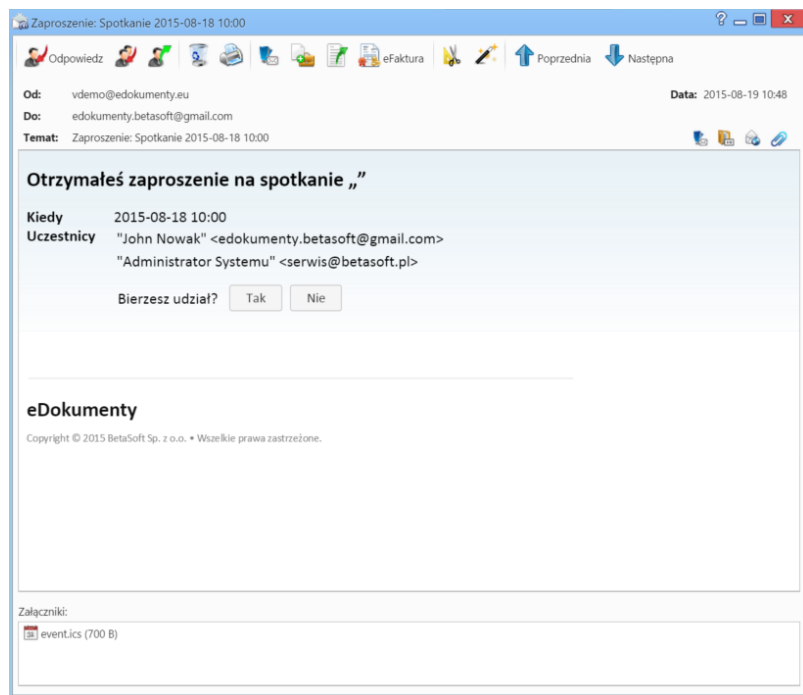 Zaproszenie: Spotkanie 2015-08-18 10:00
Odpowiedz eFaktura Poprzednia Następna
Od: vdemo@edokumenty.eu Data: 2015-08-19 10:48
Do: edokumenty.betasoft@gmail.com
Temat: Zaproszenie: Spotkanie 2015-08-18 10:00
Otrzymałeś zaproszenie na spotkanie „”
Kiedy 2015-08-18 10:00
Uczestnicy "John Nowak" <edokumenty.betasoft@gmail.com>
"Administrator Systemu" <serwis@betasoft.pl>
Bierzesz udział? Tak Nie
eDokumenty
Copyright © 2015 BetaSoft Sp. z o.o. • Wszelkie prawa zastrzeżone.
Załączniki:
event.ics (700 B)